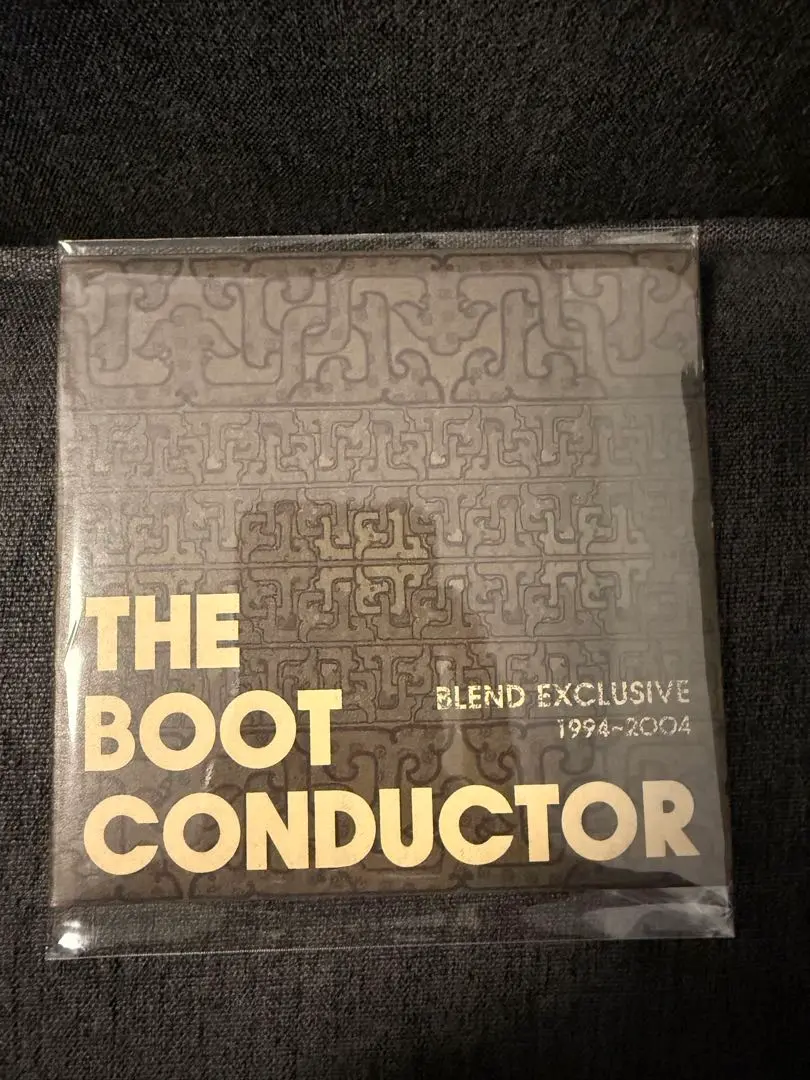 THE
BOOT
CONDUCTOR
BLEND EXCLUSIVE
1994~2004